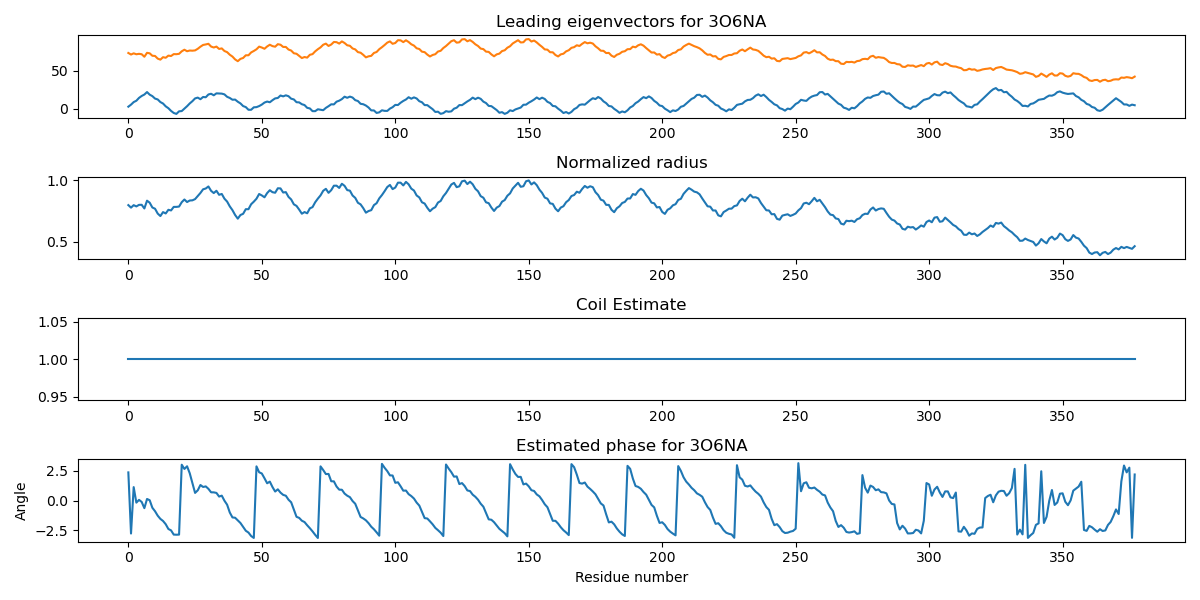 Leading eigenvectors for 3O6NA
50
0
0 50 100 150 200 250 300 350
Normalized radius
1.0
0.5
0 50 100 150 200 250 300 350
Coil Estimate
1.05
1.00
0.95
0 50 100 150 200 250 300 350
Estimated phase for 3O6NA
Angle
2.5
0.0
−2.5
0 50 100 150 200 250 300 350
Residue number